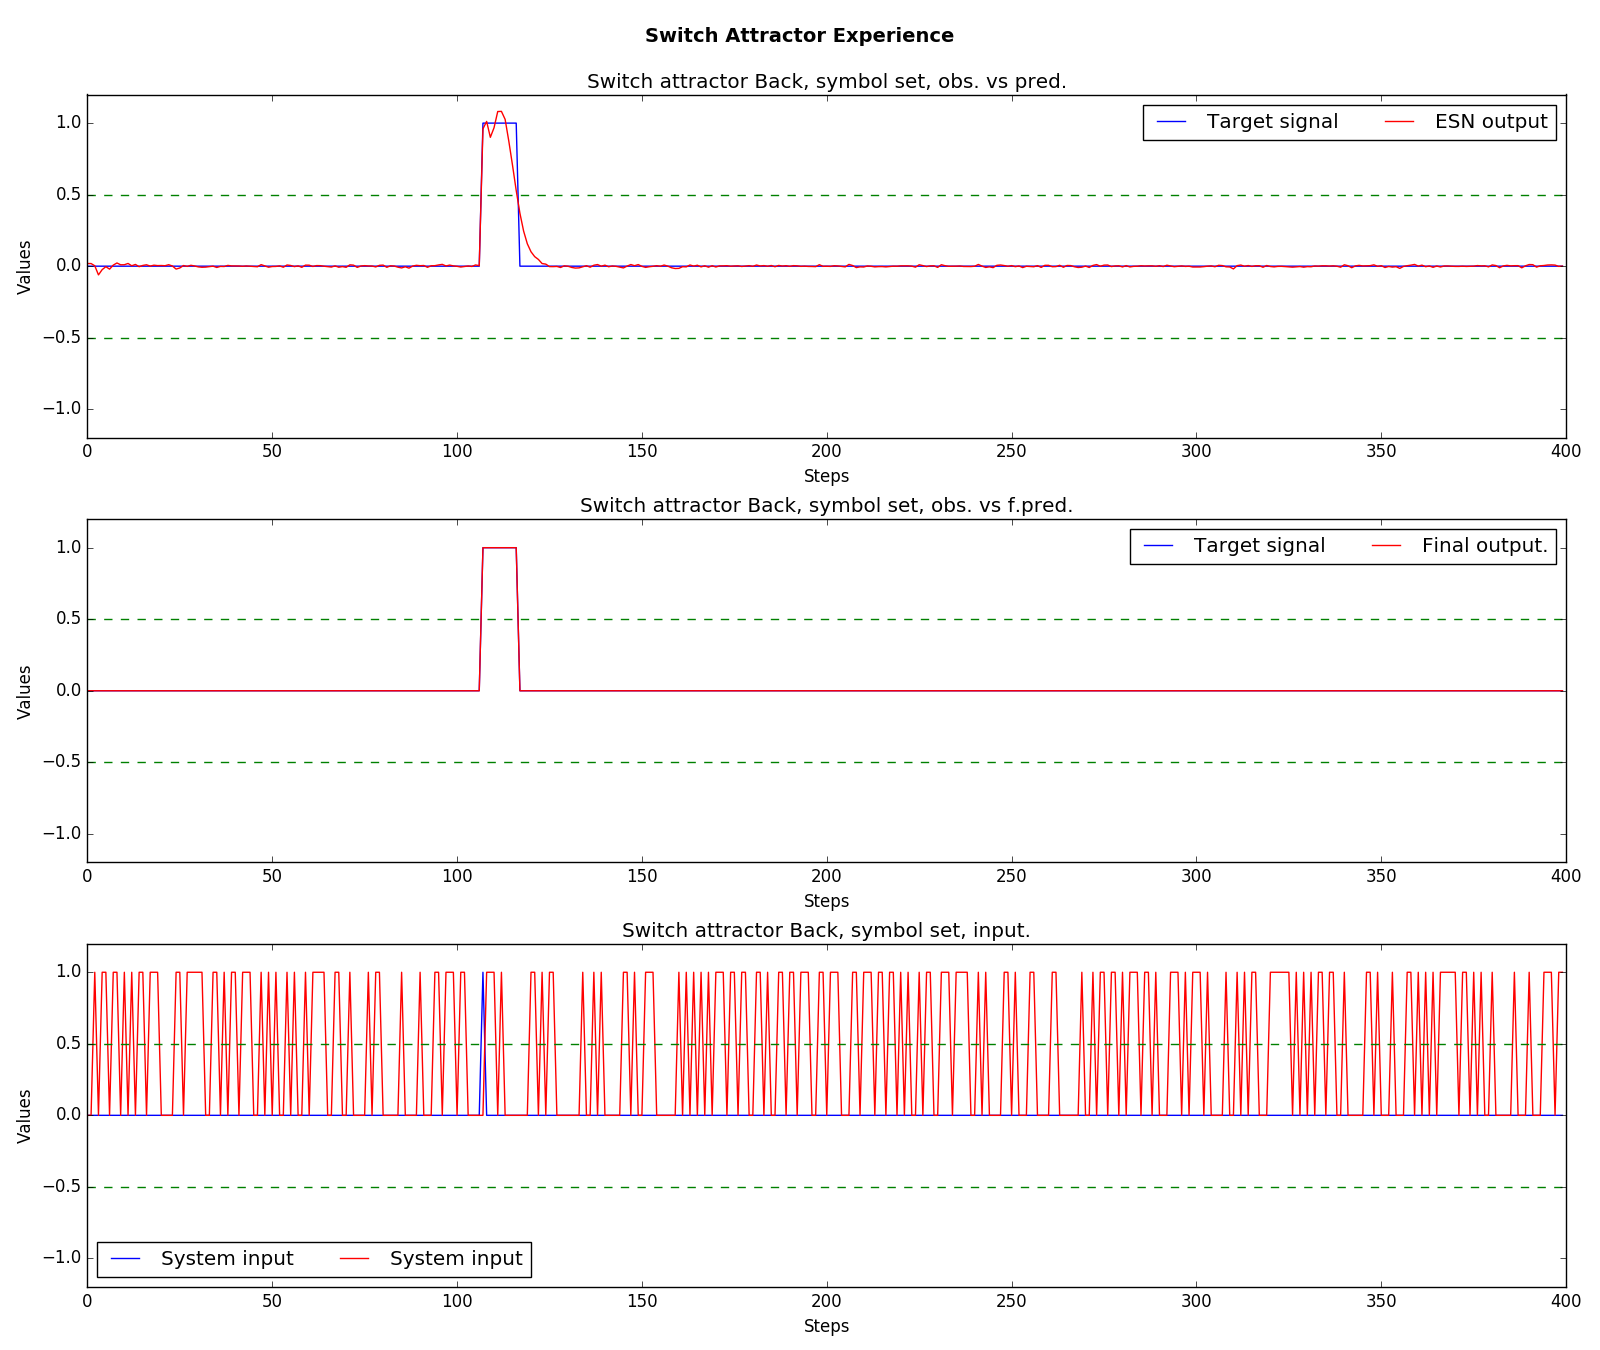 Switch Attractor Experience
Switch attractor Back, symbol set, obs. vs pred.
Target signal ESN output
1.0
0.5
0.0
−0.5
−1.0
Values
0 50 100 150 200 250 300 350 400
Steps
Switch attractor Back, symbol set, obs. vs f.pred.
Target signal Final output.
1.0
0.5
0.0
−0.5
−1.0
Values
0 50 100 150 200 250 300 350 400
Steps
Switch attractor Back, symbol set, input.
1.0
0.5
0.0
−0.5
−1.0
Values
System input System input
0 50 100 150 200 250 300 350 400
Steps